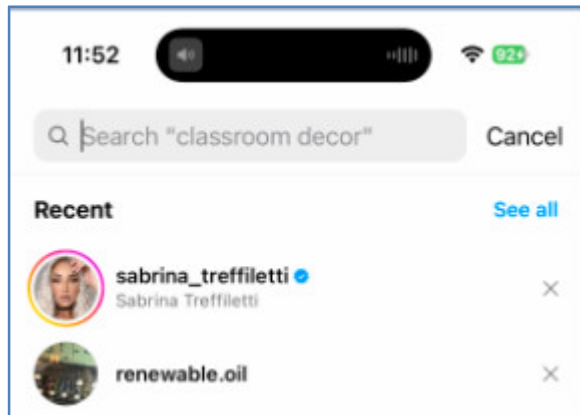 11:52 92
Search "classroom decor" Cancel
Recent See all
sabrina_treffiletti
Sabrina Treffiletti
renewable.oil